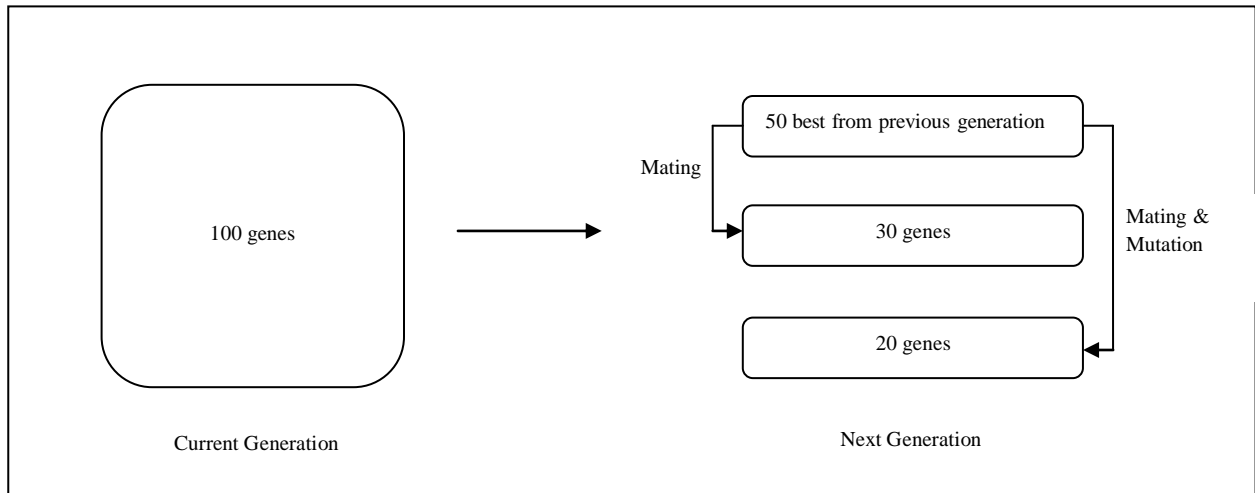 100 genes
Current Generation
50 best from previous generation
Mating
30 genes
Mating &
Mutation
20 genes
Next Generation